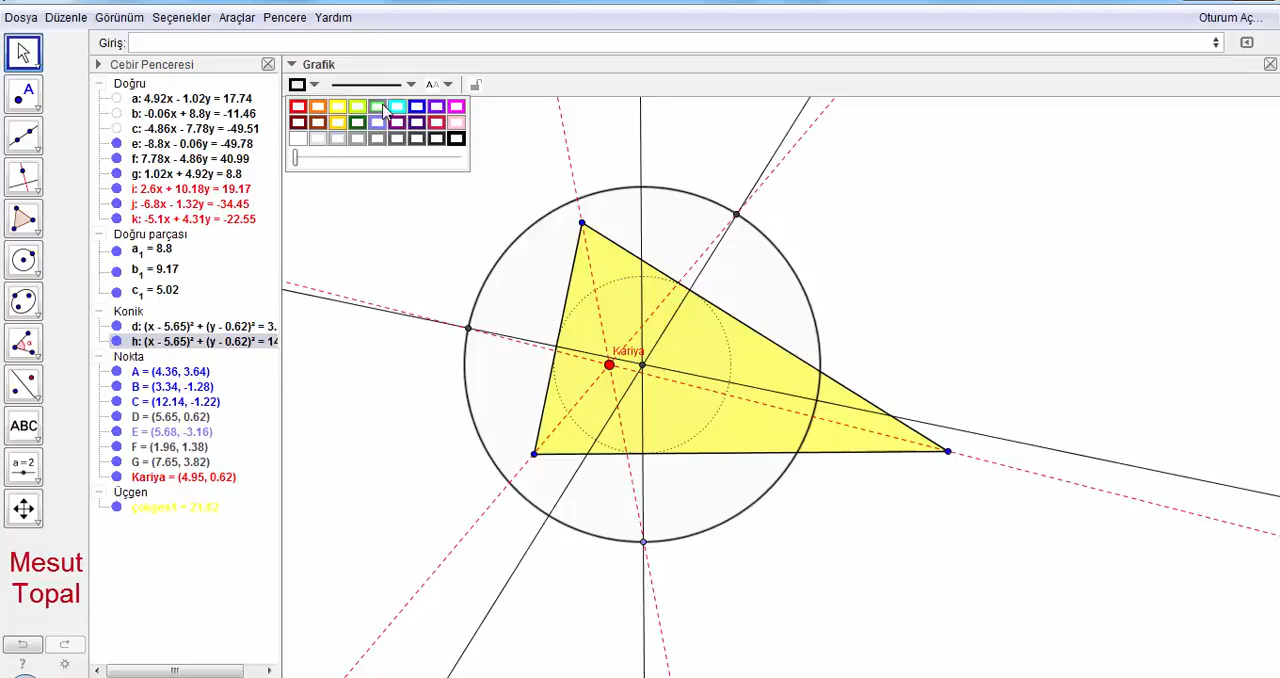 Dosya Düzenle Görünüm Seçenekler Araçlar Pencere Yardım Oturum Aç...
Giriş:
Cebir Penceresi
Grafik
AA
Doğru
a: 4.92x - 1.02y = 17.74
b: -0.06x + 8.8y = -11.46
c: -4.86x - 7.78y = -49.51
e: -8.8x - 0.06y = -49.78
f: 7.78x - 4.86y = 40.99
g: 1.02x + 4.92y = 8.8
i: 2.6x + 10.18y = 19.17
j: -6.8x - 1.32y = -34.45
k: -5.1x + 4.31y = -22.55
Doğru parçası
a1 = 8.8
b1 = 9.17
c1 = 5.02
Konik
d: (x - 5.65)² + (y - 0.62)² = 3.
h: (x - 5.65)² + (y - 0.62)² = 14
Nokta
A = (4.36, 3.64)
B = (3.34, -1.28)
C = (12.14, -1.22)
D = (5.65, 0.62)
E = (5.68, -3.16)
F = (1.96, 1.38)
G = (7.65, 3.82)
Kariya = (4.95, 0.62)
Üçgen
çokgen1 = 21.62
Kariya
A
α
ABC
a=2
Mesut
Topal
?